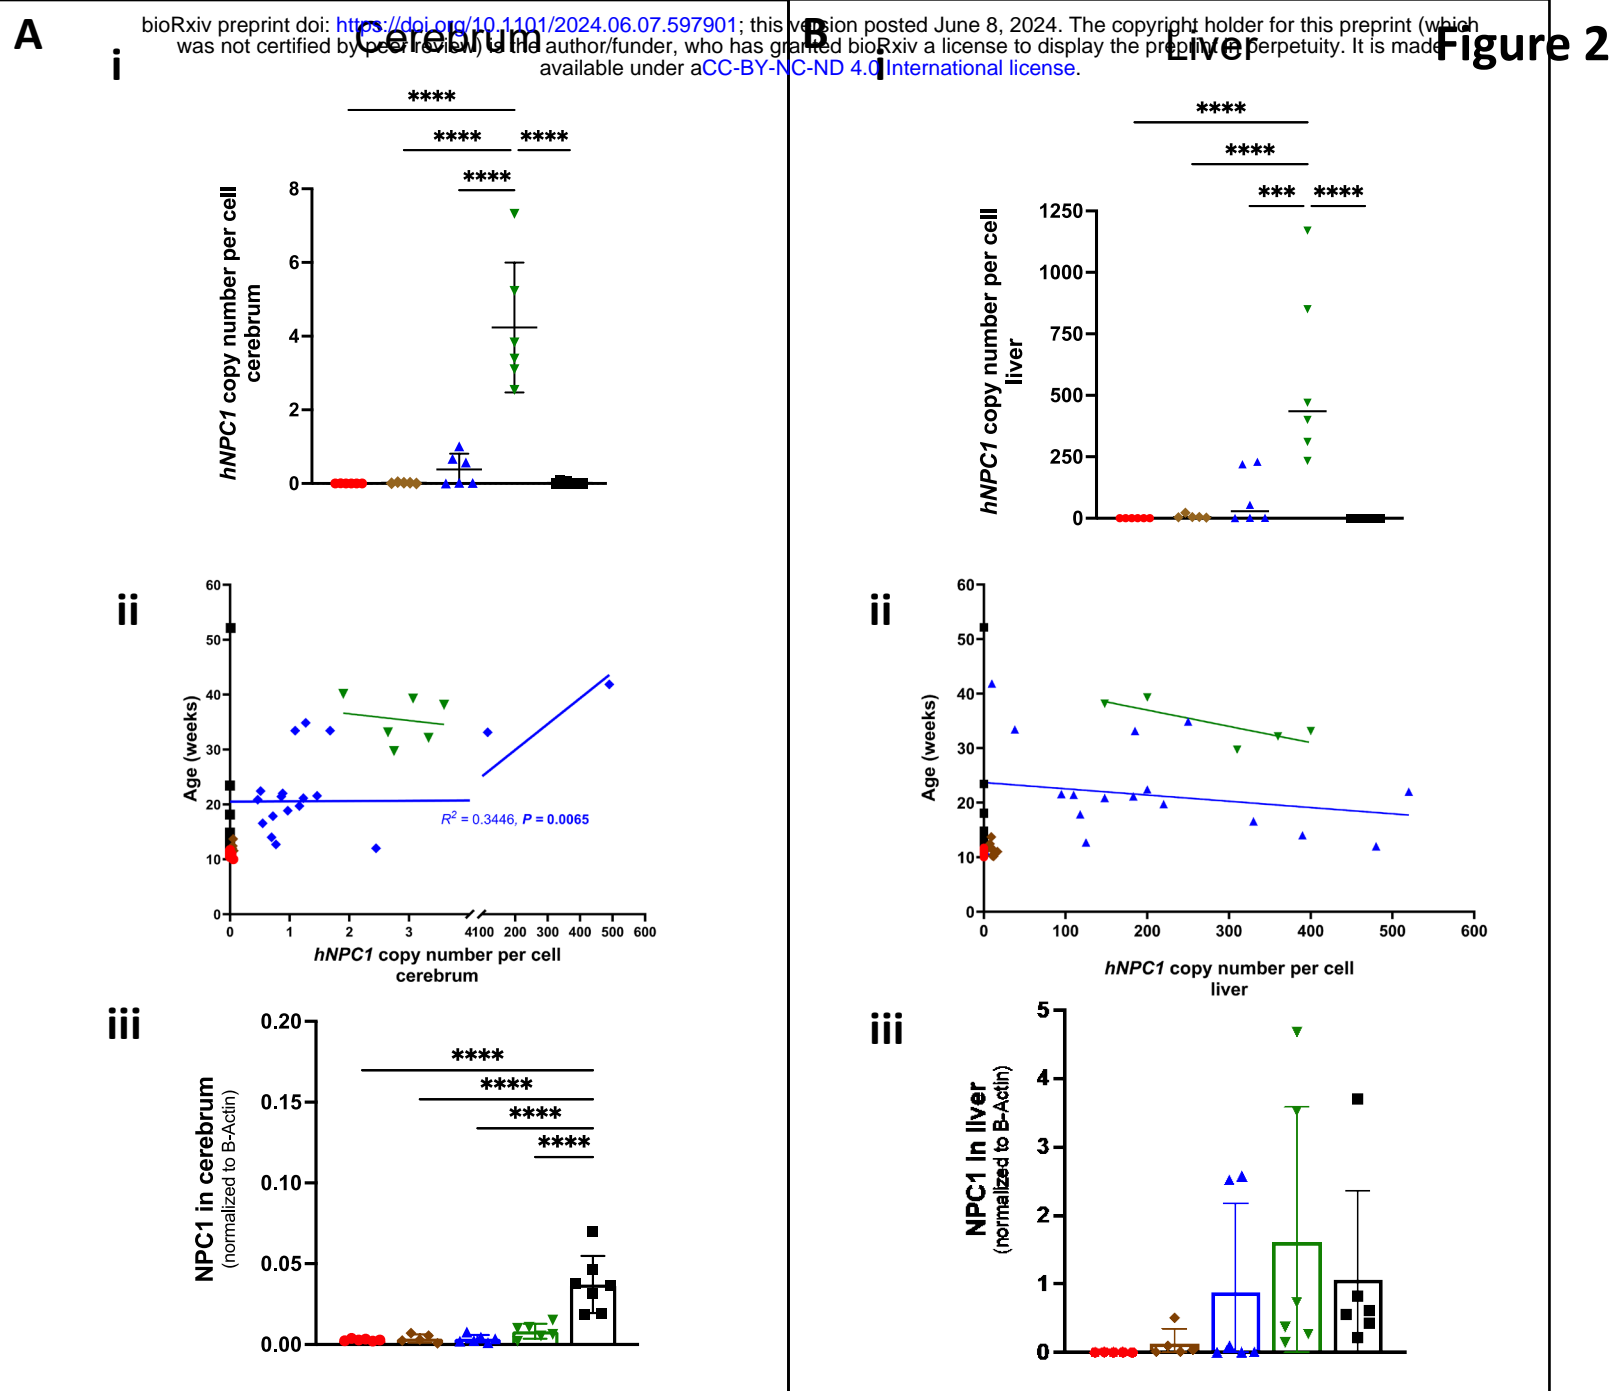 bioRxiv preprint doi: https://doi.org/10.1101/2024.06.07.597901; this version posted June 8, 2024. The copyright holder for this preprint (which
was not certified by peer review) is the author/funder, who has granted bioRxiv a license to display the preprint in perpetuity. It is made
available under aCC-BY-NC-ND 4.0 International license.
Figure 2
A
Cerebrum
i
****
**** ****
****
hNPC1 copy number per cell
cerebrum
8
6
4
2
0
ii
Age (weeks)
60
50
40
30
20
10
0
R² = 0.3446, P = 0.0065
0 1 2 3 4 100 200 300 400 500 600
hNPC1 copy number per cell
cerebrum
iii
NPC1 in cerebrum
(normalized to B-Actin)
0.20
0.15
0.10
0.05
0.00
****
****
****
****
B
Liver
i
****
****
*** ****
hNPC1 copy number per cell
liver
1250
1000
750
500
250
0
ii
Age (weeks)
60
50
40
30
20
10
0
0 100 200 300 400 500 600
hNPC1 copy number per cell
liver
iii
NPC1 In liver
(normalized to B-Actin)
5
4
3
2
1
0